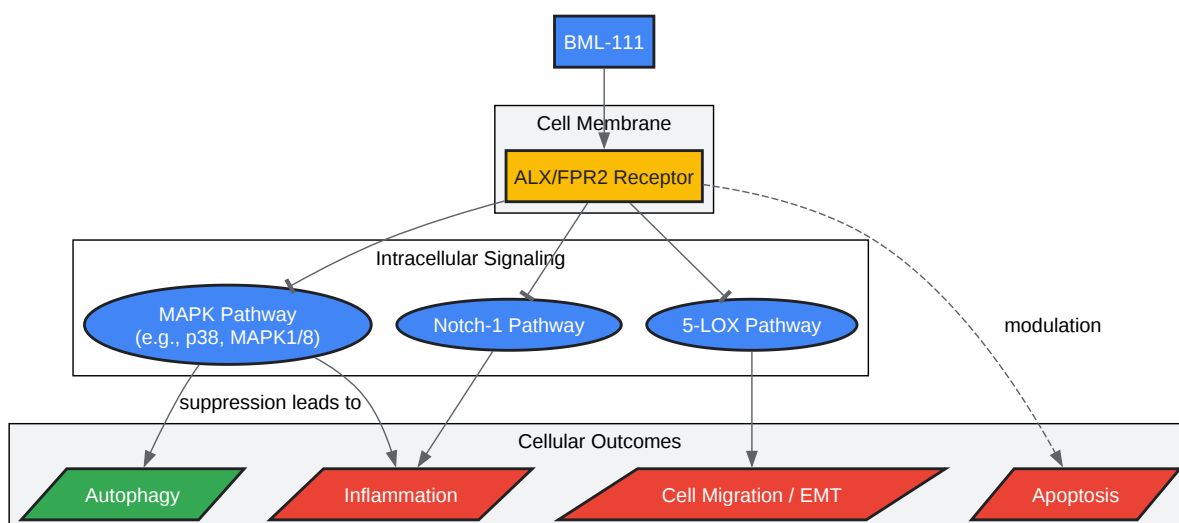 BML-111
Cell Membrane
ALX/FPR2 Receptor
Intracellular Signaling
MAPK Pathway
(e.g., p38, MAPK1/8)
Notch-1 Pathway
5-LOX Pathway
modulation
suppression leads to
Cellular Outcomes
Autophagy
Inflammation
Cell Migration / EMT
Apoptosis